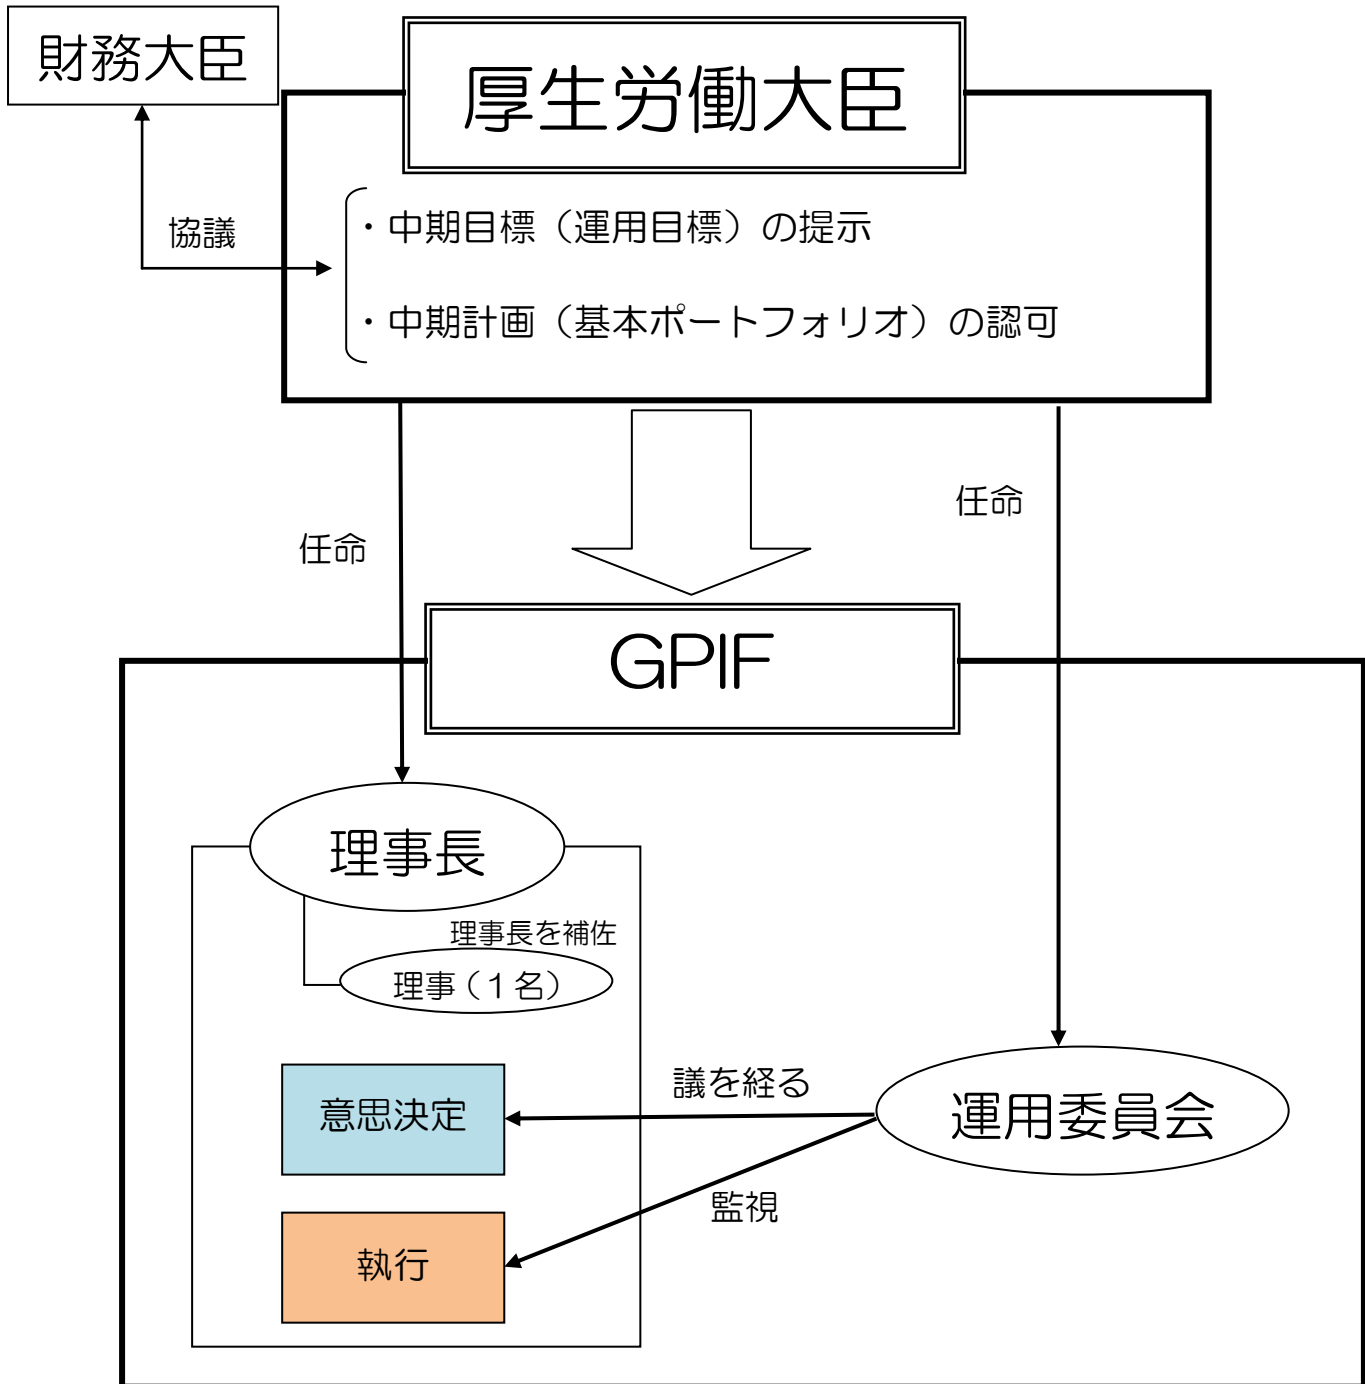 財務大臣
厚生労働大臣
協議
・中期目標（運用目標）の提示
・中期計画（基本ポートフォリオ）の認可
任命
任命
GPIF
理事長
理事長を補佐
理事（１名）
意思決定
議を経る
運用委員会
監視
執行